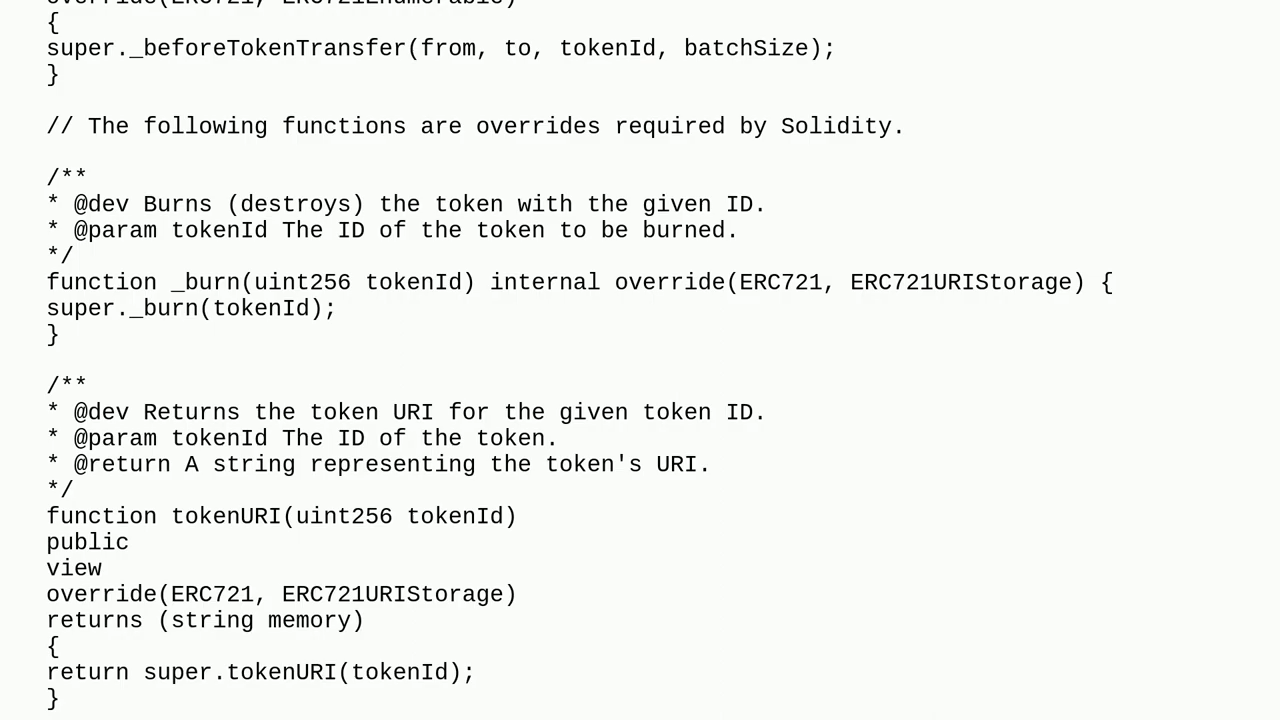 override(ERC721, ERC721Enumerable)
{
super._beforeTokenTransfer(from, to, tokenId, batchSize);
}
// The following functions are overrides required by Solidity.
/**
* @dev Burns (destroys) the token with the given ID.
* @param tokenId The ID of the token to be burned.
*/
function _burn(uint256 tokenId) internal override(ERC721, ERC721URIStorage) {
super._burn(tokenId);
}
/**
* @dev Returns the token URI for the given token ID.
* @param tokenId The ID of the token.
* @return A string representing the token's URI.
*/
function tokenURI(uint256 tokenId)
public
view
override(ERC721, ERC721URIStorage)
returns (string memory)
{
return super.tokenURI(tokenId);
}